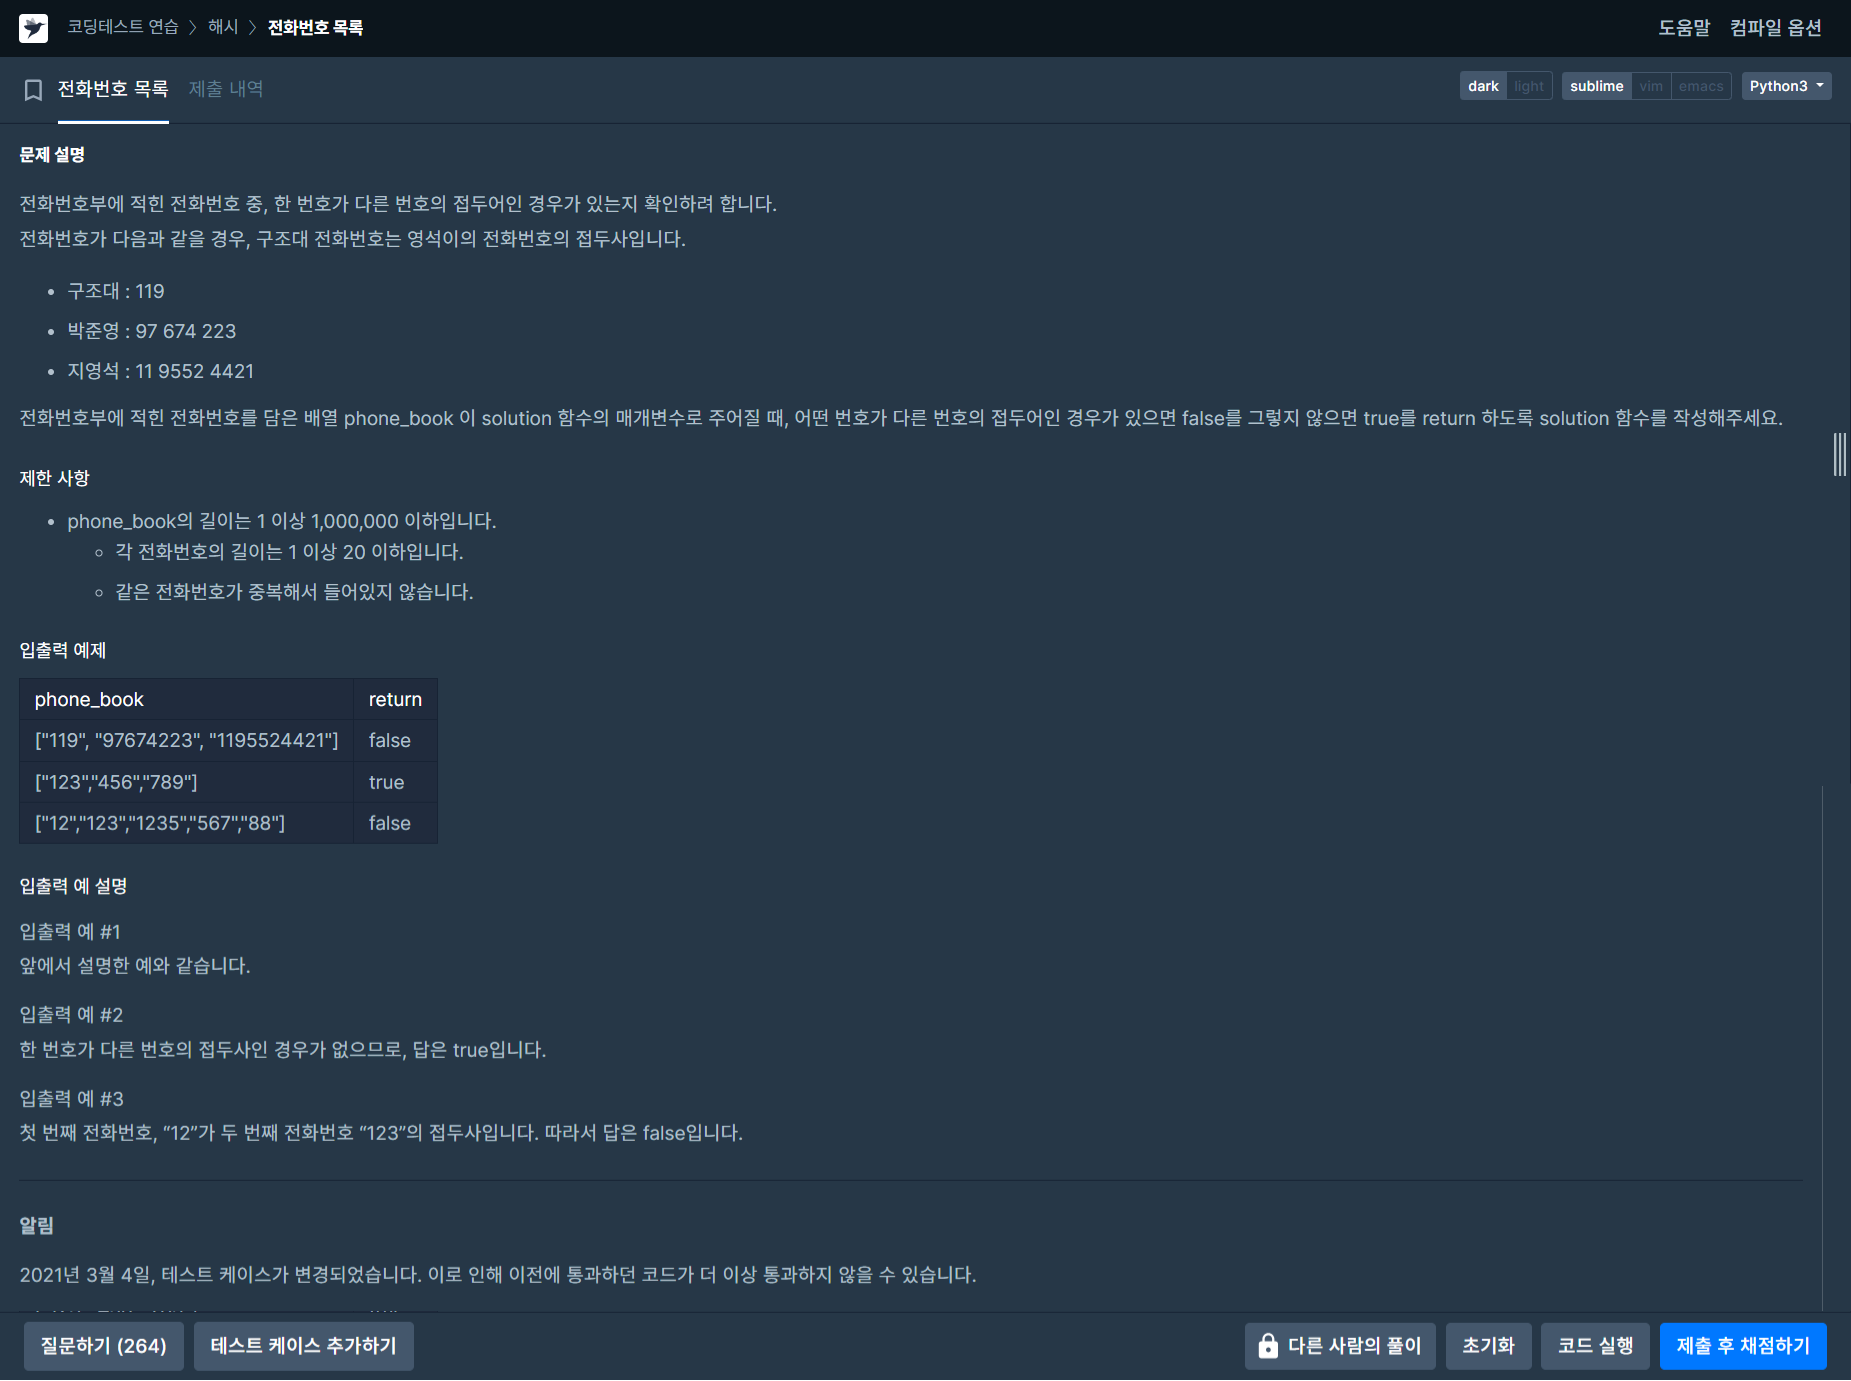 코딩테스트 연습 〉 해시 〉 전화번호 목록
도움말 컴파일 옵션
전화번호 목록 제출 내역
dark light sublime vim emacs Python3
문제 설명
전화번호부에 적힌 전화번호 중, 한 번호가 다른 번호의 접두어인 경우가 있는지 확인하려 합니다.
전화번호가 다음과 같을 경우, 구조대 전화번호는 영석이의 전화번호의 접두사입니다.
• 구조대 : 119
• 박준영 : 97 674 223
• 지영석 : 11 9552 4421
전화번호부에 적힌 전화번호를 담은 배열 phone_book 이 solution 함수의 매개변수로 주어질 때, 어떤 번호가 다른 번호의 접두어인 경우가 있으면 false를 그렇지 않으면 true를 return 하도록 solution 함수를 작성해주세요.
제한 사항
• phone_book의 길이는 1 이상 1,000,000 이하입니다.
◦ 각 전화번호의 길이는 1 이상 20 이하입니다.
◦ 같은 전화번호가 중복해서 들어있지 않습니다.
입출력 예제
phone_book return
["119", "97674223", "1195524421"] false
["123","456","789"] true
["12","123","1235","567","88"] false
입출력 예 설명
입출력 예 #1
앞에서 설명한 예와 같습니다.
입출력 예 #2
한 번호가 다른 번호의 접두사인 경우가 없으므로, 답은 true입니다.
입출력 예 #3
첫 번째 전화번호, “12”가 두 번째 전화번호 “123”의 접두사입니다. 따라서 답은 false입니다.
알림
2021년 3월 4일, 테스트 케이스가 변경되었습니다. 이로 인해 이전에 통과하던 코드가 더 이상 통과하지 않을 수 있습니다.
질문하기 (264) 테스트 케이스 추가하기 다른 사람의 풀이 초기화 코드 실행 제출 후 채점하기